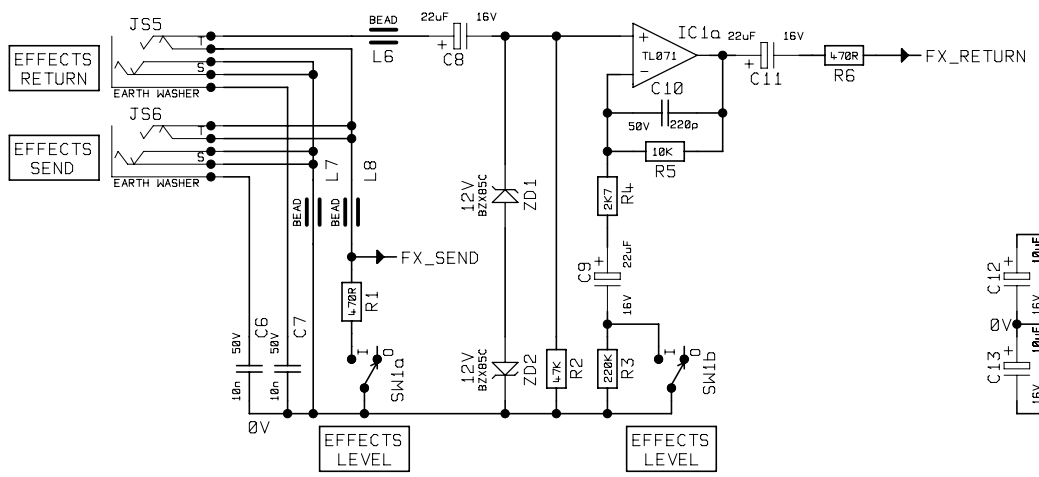 JS5
T
S
EARTH WASHER
EFFECTS
RETURN
JS6
T
S
EARTH WASHER
EFFECTS
SEND
BEAD
L6
22uF
16V
+
C8
+
-
IC1a
TL071
22uF
16V
+
C11
470R
R6
FX_RETURN
C10
50V
220p
10K
R5
2K7
R4
BEAD
L7
BEAD
L8
FX_SEND
470R
R1
I
O
SW1a
12V
BZX85C
ZD1
12V
BZX85C
ZD2
47K
R2
C9
+
22uF
16V
220K
R3
I
O
SW1b
50V
C6
10n
50V
C7
10n
0V
EFFECTS
LEVEL
EFFECTS
LEVEL
C12
+
10uF
16V
0V
C13
+
10uF
16V